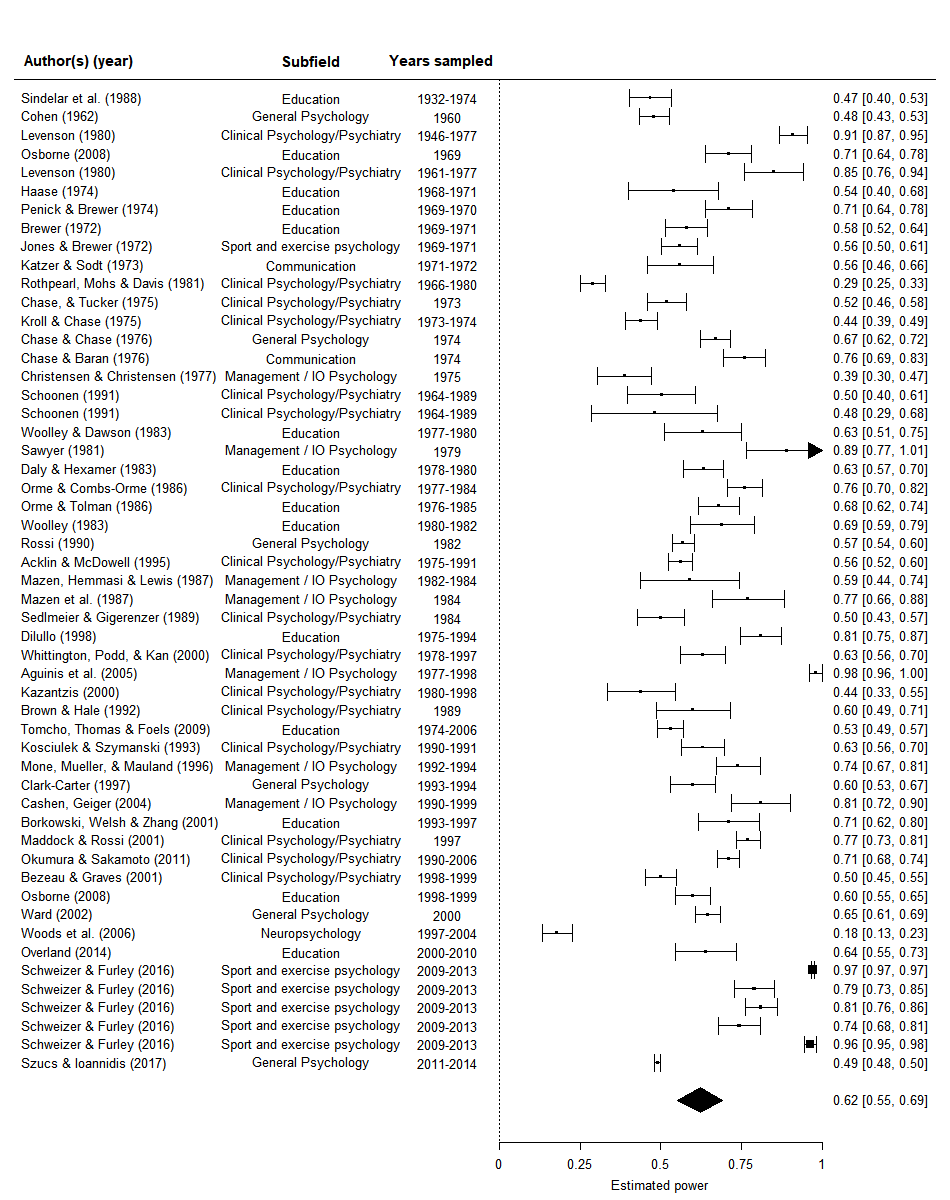 Author(s) (year) Subfield Years sampled
Sindelar et al. (1988) Education 1932-1974 0.47 [0.40, 0.53]
Cohen (1962) General Psychology 1960 0.48 [0.43, 0.53]
Levenson (1980) Clinical Psychology/Psychiatry 1946-1977 0.91 [0.87, 0.95]
Osborne (2008) Education 1969 0.71 [0.64, 0.78]
Levenson (1980) Clinical Psychology/Psychiatry 1961-1977 0.85 [0.76, 0.94]
Haase (1974) Education 1968-1971 0.54 [0.40, 0.68]
Penick & Brewer (1974) Education 1969-1970 0.71 [0.64, 0.78]
Brewer (1972) Education 1969-1971 0.58 [0.52, 0.64]
Jones & Brewer (1972) Sport and exercise psychology 1969-1971 0.56 [0.50, 0.61]
Katzer & Sodt (1973) Communication 1971-1972 0.56 [0.46, 0.66]
Rothpearl, Mohs & Davis (1981) Clinical Psychology/Psychiatry 1966-1980 0.29 [0.25, 0.33]
Chase, & Tucker (1975) Clinical Psychology/Psychiatry 1973 0.52 [0.46, 0.58]
Kroll & Chase (1975) Clinical Psychology/Psychiatry 1973-1974 0.44 [0.39, 0.49]
Chase & Chase (1976) General Psychology 1974 0.67 [0.62, 0.72]
Chase & Baran (1976) Communication 1974 0.76 [0.69, 0.83]
Christensen & Christensen (1977) Management / IO Psychology 1975 0.39 [0.30, 0.47]
Schoonen (1991) Clinical Psychology/Psychiatry 1964-1989 0.50 [0.40, 0.61]
Schoonen (1991) Clinical Psychology/Psychiatry 1964-1989 0.48 [0.29, 0.68]
Woolley & Dawson (1983) Education 1977-1980 0.63 [0.51, 0.75]
Sawyer (1981) Management / IO Psychology 1979 0.89 [0.77, 1.01]
Daly & Hexamer (1983) Education 1978-1980 0.63 [0.57, 0.70]
Orme & Combs-Orme (1986) Clinical Psychology/Psychiatry 1977-1984 0.76 [0.70, 0.82]
Orme & Tolman (1986) Education 1976-1985 0.68 [0.62, 0.74]
Woolley (1983) Education 1980-1982 0.69 [0.59, 0.79]
Rossi (1990) General Psychology 1982 0.57 [0.54, 0.60]
Acklin & McDowell (1995) Clinical Psychology/Psychiatry 1975-1991 0.56 [0.52, 0.60]
Mazen, Hemmasi & Lewis (1987) Management / IO Psychology 1982-1984 0.59 [0.44, 0.74]
Mazen et al. (1987) Management / IO Psychology 1984 0.77 [0.66, 0.88]
Sedlmeier & Gigerenzer (1989) Clinical Psychology/Psychiatry 1984 0.50 [0.43, 0.57]
Dilullo (1998) Education 1975-1994 0.81 [0.75, 0.87]
Whittington, Podd, & Kan (2000) Clinical Psychology/Psychiatry 1978-1997 0.63 [0.56, 0.70]
Aguinis et al. (2005) Management / IO Psychology 1977-1998 0.98 [0.96, 1.00]
Kazantzis (2000) Clinical Psychology/Psychiatry 1980-1998 0.44 [0.33, 0.55]
Brown & Hale (1992) Clinical Psychology/Psychiatry 1989 0.60 [0.49, 0.71]
Tomcho, Thomas & Foels (2009) Education 1974-2006 0.53 [0.49, 0.57]
Kosciulek & Szymanski (1993) Clinical Psychology/Psychiatry 1990-1991 0.63 [0.56, 0.70]
Mone, Mueller, & Mauland (1996) Management / IO Psychology 1992-1994 0.74 [0.67, 0.81]
Clark-Carter (1997) General Psychology 1993-1994 0.60 [0.53, 0.67]
Cashen, Geiger (2004) Management / IO Psychology 1990-1999 0.81 [0.72, 0.90]
Borkowski, Welsh & Zhang (2001) Education 1993-1997 0.71 [0.62, 0.80]
Maddock & Rossi (2001) Clinical Psychology/Psychiatry 1997 0.77 [0.73, 0.81]
Okumura & Sakamoto (2011) Clinical Psychology/Psychiatry 1990-2006 0.71 [0.68, 0.74]
Bezeau & Graves (2001) Clinical Psychology/Psychiatry 1998-1999 0.50 [0.45, 0.55]
Osborne (2008) Education 1998-1999 0.60 [0.55, 0.65]
Ward (2002) General Psychology 2000 0.65 [0.61, 0.69]
Woods et al. (2006) Neuropsychology 1997-2004 0.18 [0.13, 0.23]
Overland (2014) Education 2000-2010 0.64 [0.55, 0.73]
Schweizer & Furley (2016) Sport and exercise psychology 2009-2013 0.97 [0.97, 0.97]
Schweizer & Furley (2016) Sport and exercise psychology 2009-2013 0.79 [0.73, 0.85]
Schweizer & Furley (2016) Sport and exercise psychology 2009-2013 0.81 [0.76, 0.86]
Schweizer & Furley (2016) Sport and exercise psychology 2009-2013 0.74 [0.68, 0.81]
Schweizer & Furley (2016) Sport and exercise psychology 2009-2013 0.96 [0.95, 0.98]
Szucs & Ioannidis (2017) General Psychology 2011-2014 0.49 [0.48, 0.50]
0.62 [0.55, 0.69]
0 0.25 0.5 0.75 1
Estimated power